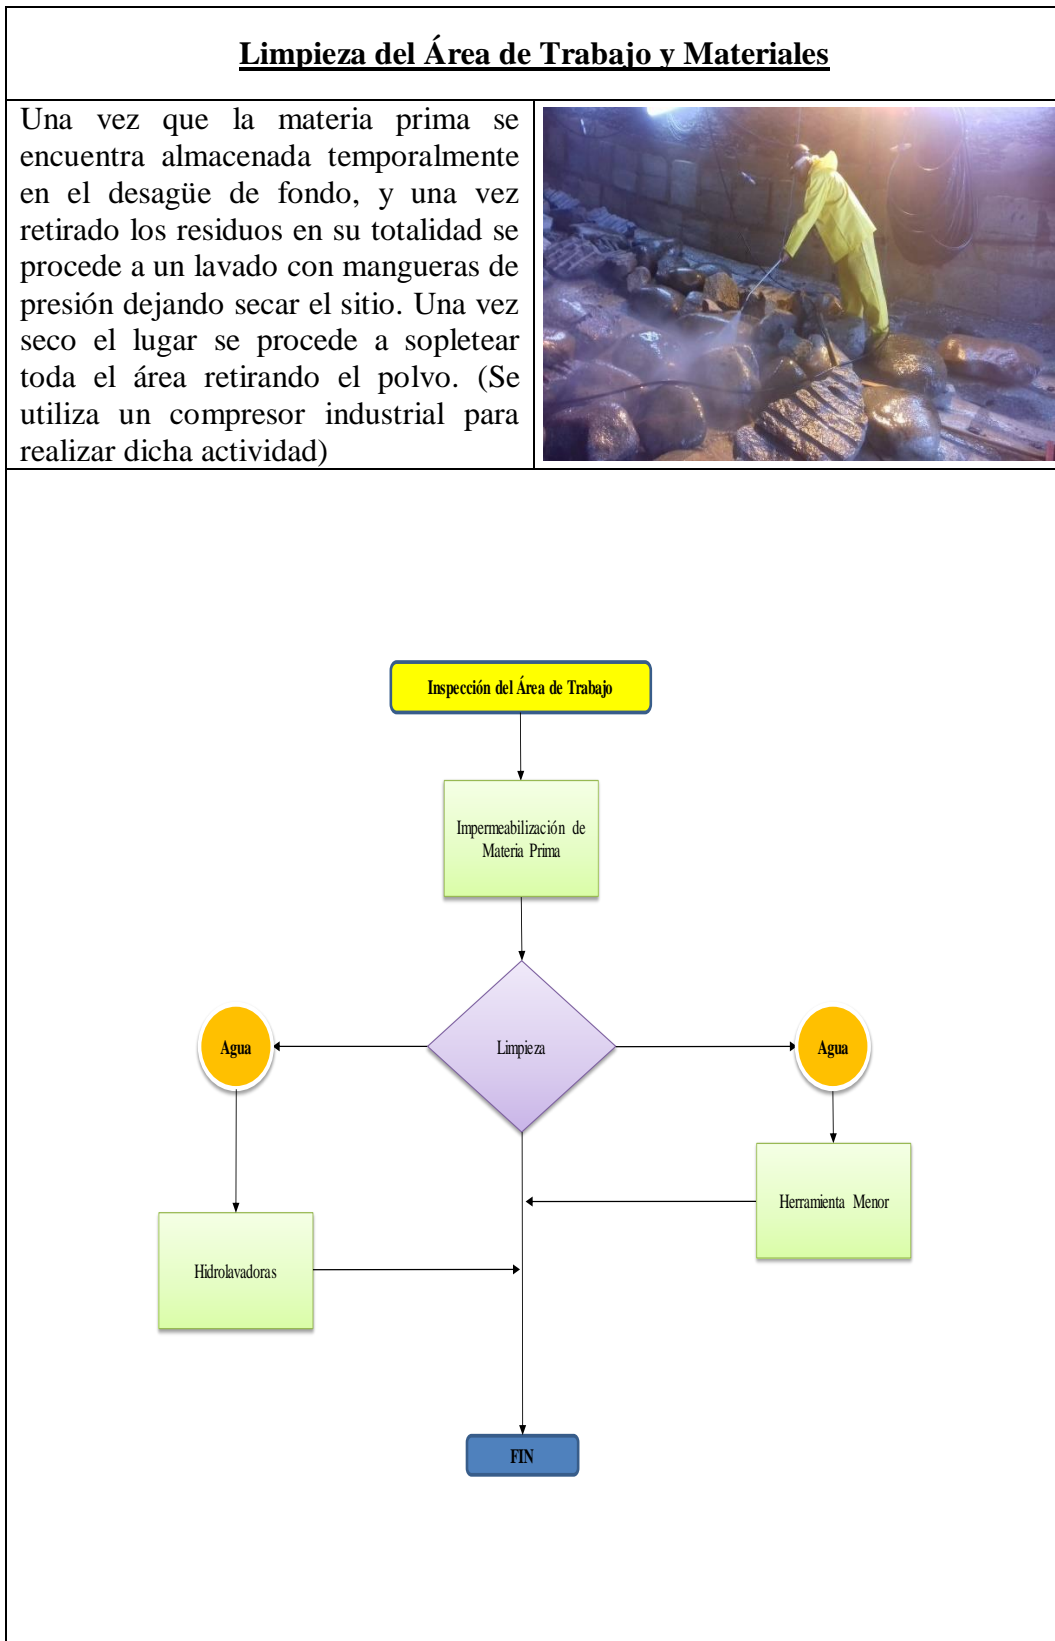 Limpieza del Área de Trabajo y Materiales
Una vez que la materia prima se
encuentra almacenada temporalmente
en el desagüe de fondo, y una vez
retirado los residuos en su totalidad se
procede a un lavado con mangueras de
presión dejando secar el sitio. Una vez
seco el lugar se procede a sopletear
toda el área retirando el polvo. (Se
utiliza un compresor industrial para
realizar dicha actividad)
Inspección del Área de Trabajo
Impermeabilización de
Materia Prima
Limpieza
Agua
Agua
Herramienta Menor
Hidrolavadoras
FIN